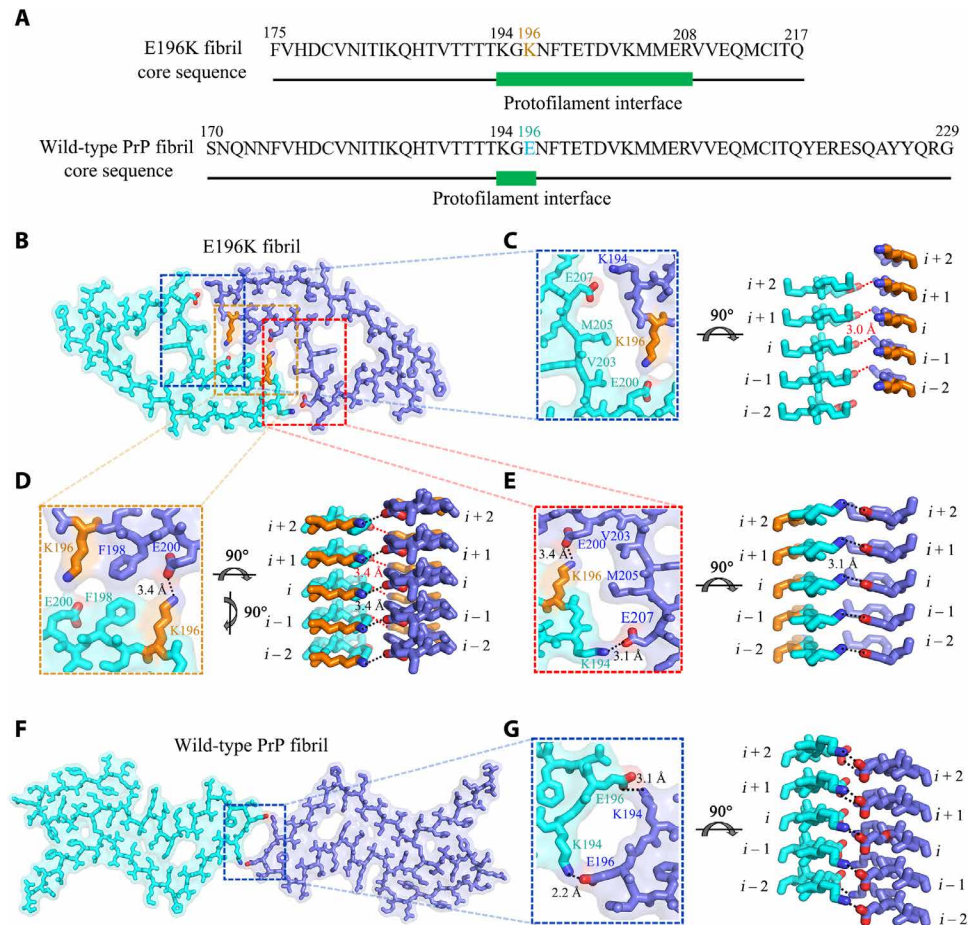 A
175 194 196 208 217
E196K fibril FVHDCVNITIKQHTVTTTTKGKNFTETDVKMMERVVEQMCITQ
core sequence
Protofilament interface
170 194 196 229
Wild-type PrP fibril SNQNNFVHDCVNITIKQHTVTTTTKGENFTETDVKMMERVVEQMCITQYERESQAYYQRG
core sequence
Protofilament interface
B
E196K fibril
C
K194
E207
M205
K196
V203
E200
90°
i+2
i+1
i
i−1
i−2
3.0 Å
i+2
i+1
i
i−1
i−2
D
K196
F198
E200
3.4 Å
E200
F198
K196
90°
90°
i+2
i+1
i
i−1
i−2
3.4 Å
3.4 Å
i+2
i+1
i
i−1
i−2
E
E200
V203
3.4 Å
K196
M205
E207
K194
3.1 Å
90°
i+2
i+1
i
i−1
i−2
3.1 Å
i+2
i+1
i
i−1
i−2
F
Wild-type PrP fibril
G
3.1 Å
E196
K194
K194
E196
2.2 Å
90°
i+2
i+1
i
i−1
i−2
i+2
i+1
i
i−1
i−2